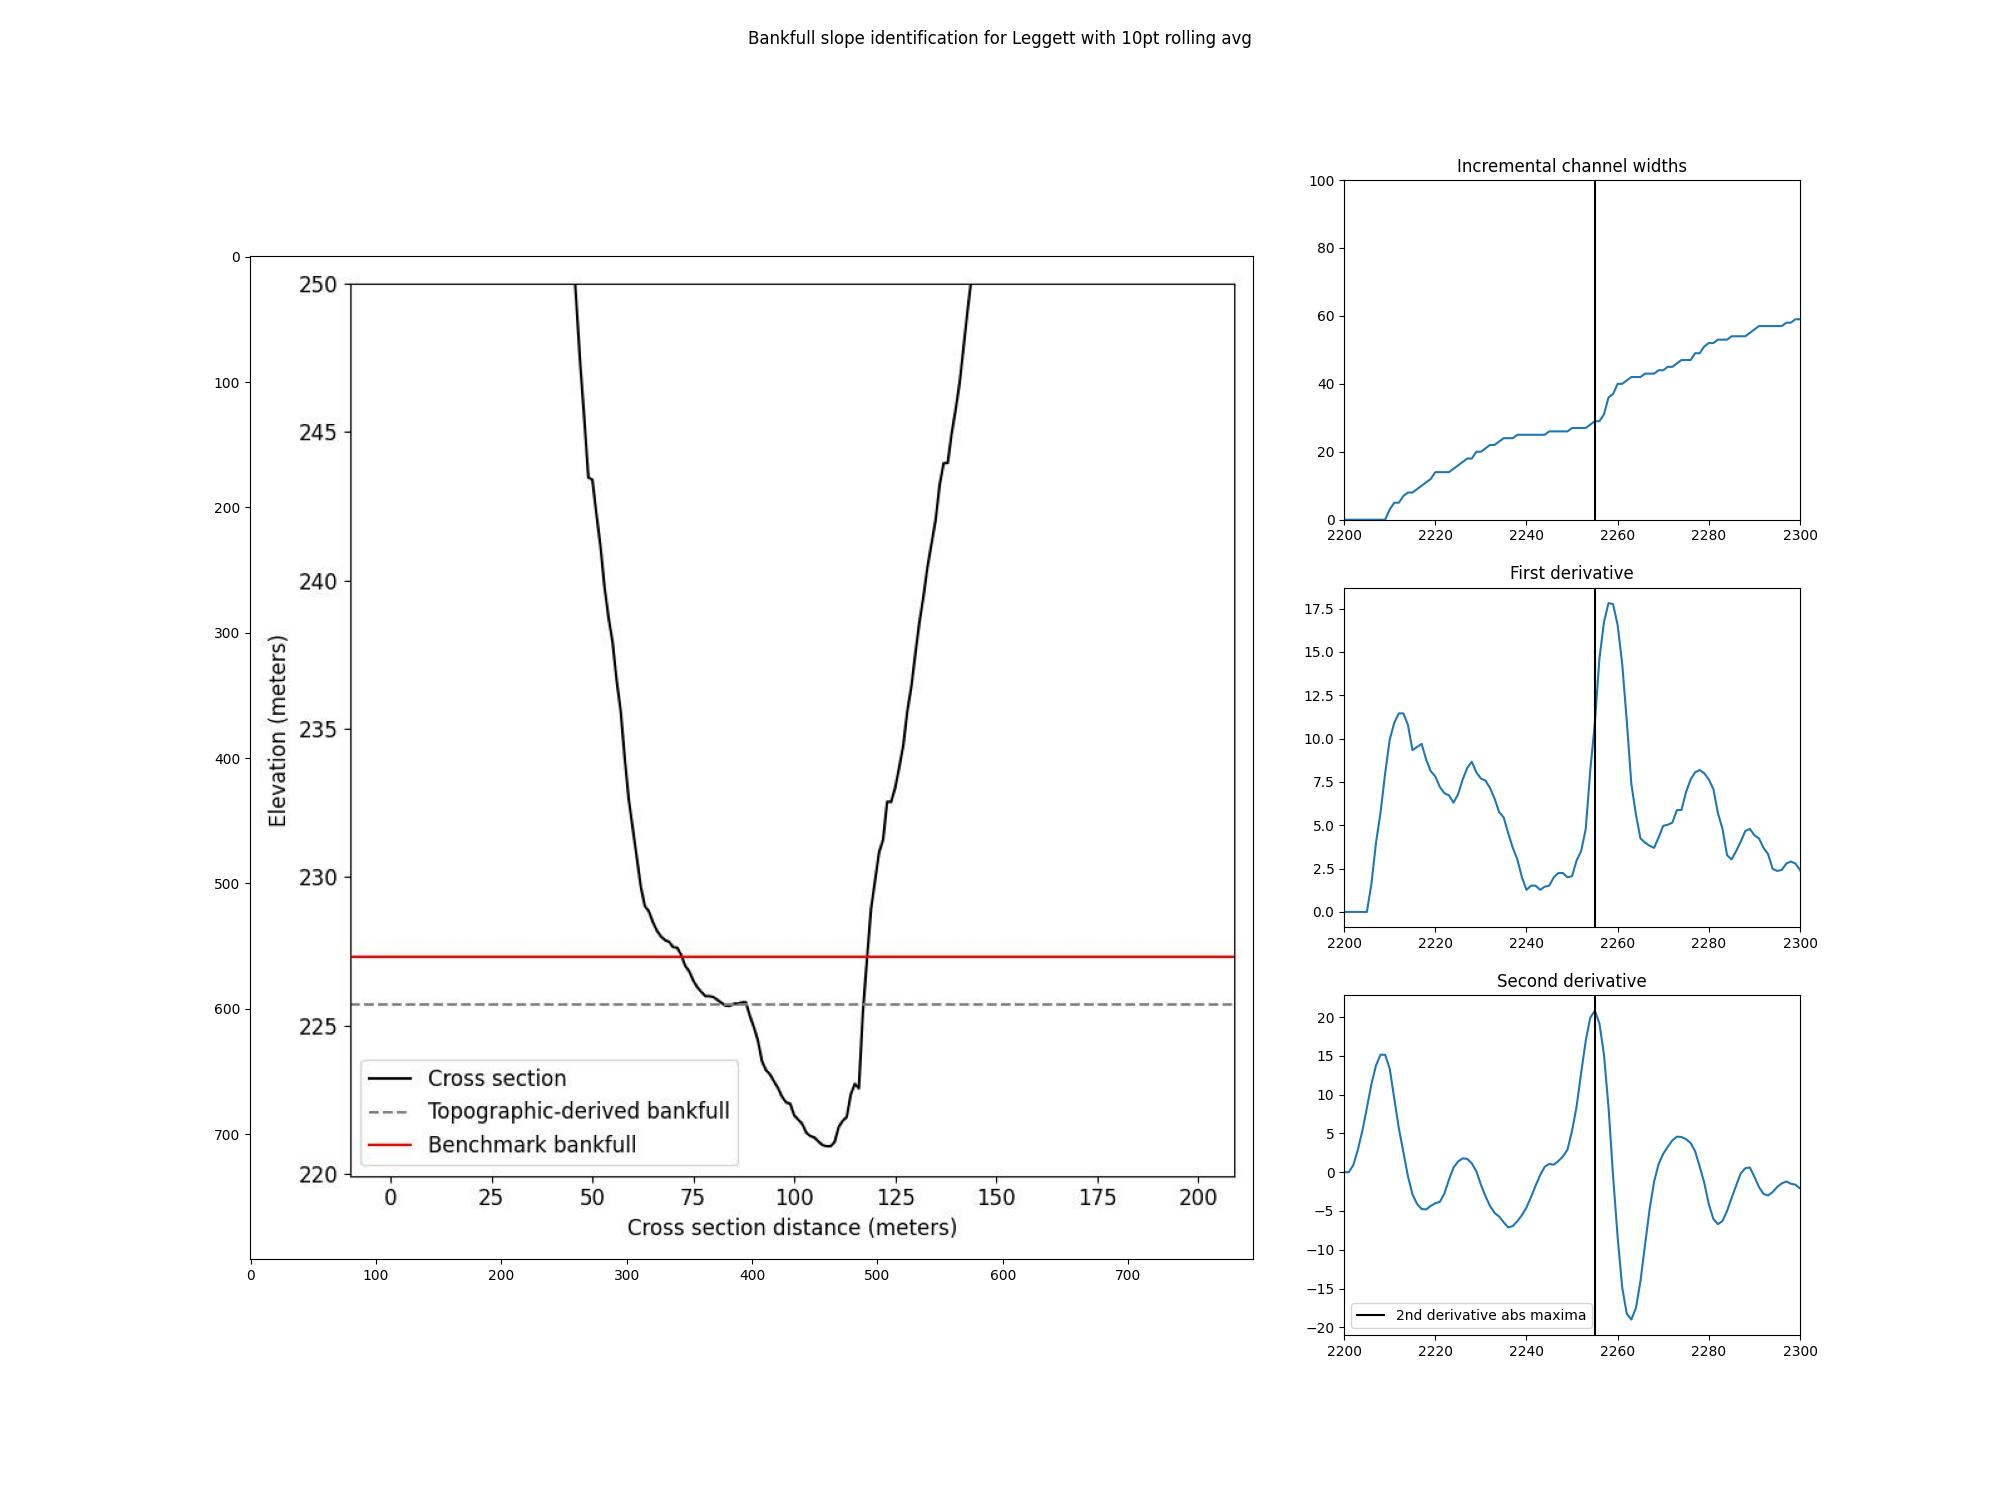 Bankfull slope identification for Leggett with 10pt rolling avg
0
100
200
300
400
500
600
700
0 100 200 300 400 500 600 700
Elevation (meters)
250
245
240
235
230
225
220
Cross section
Topographic-derived bankfull
Benchmark bankfull
0 25 50 75 100 125 150 175 200
Cross section distance (meters)
Incremental channel widths
100
80
60
40
20
0
2200 2220 2240 2260 2280 2300
First derivative
17.5
15.0
12.5
10.0
7.5
5.0
2.5
0.0
2200 2220 2240 2260 2280 2300
Second derivative
20
15
10
5
0
−5
−10
−15
−20
2nd derivative abs maxima
2200 2220 2240 2260 2280 2300